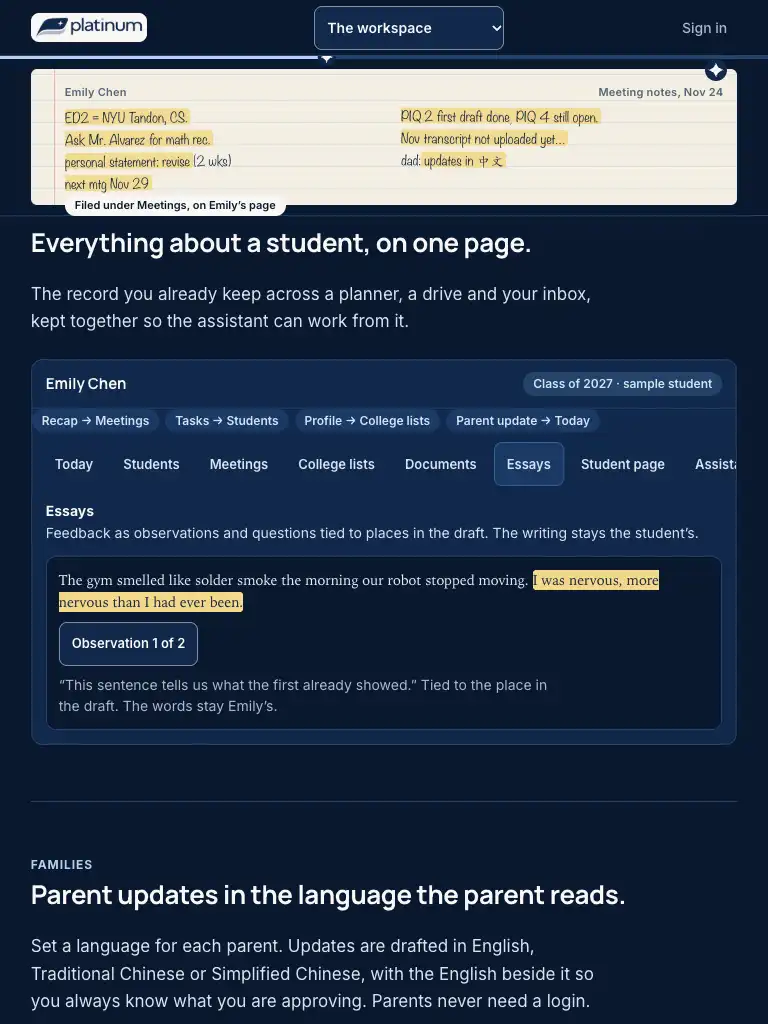 platinum
The workspace
Sign in
Emily Chen
Meeting notes, Nov 24
ED2 = NYU Tandon, CS.
Ask Mr. Alvarez for math rec.
personal statement: revise (2 wks)
next mtg Nov 29
PIQ 2 first draft done, PIQ 4 still open.
Nov transcript not uploaded yet...
dad: updates in 中文
Filed under Meetings, on Emily’s page
Everything about a student, on one page.
The record you already keep across a planner, a drive and your inbox,
kept together so the assistant can work from it.
Emily Chen
Class of 2027 · sample student
Recap → Meetings
Tasks → Students
Profile → College lists
Parent update → Today
Today
Students
Meetings
College lists
Documents
Essays
Student page
Assista
Essays
Feedback as observations and questions tied to places in the draft. The writing stays the student’s.
The gym smelled like solder smoke the morning our robot stopped moving. I was nervous, more
nervous than I had ever been.
Observation 1 of 2
“This sentence tells us what the first already showed.” Tied to the place in
the draft. The words stay Emily’s.
FAMILIES
Parent updates in the language the parent reads.
Set a language for each parent. Updates are drafted in English,
Traditional Chinese or Simplified Chinese, with the English beside it so
you always know what you are approving. Parents never need a login.